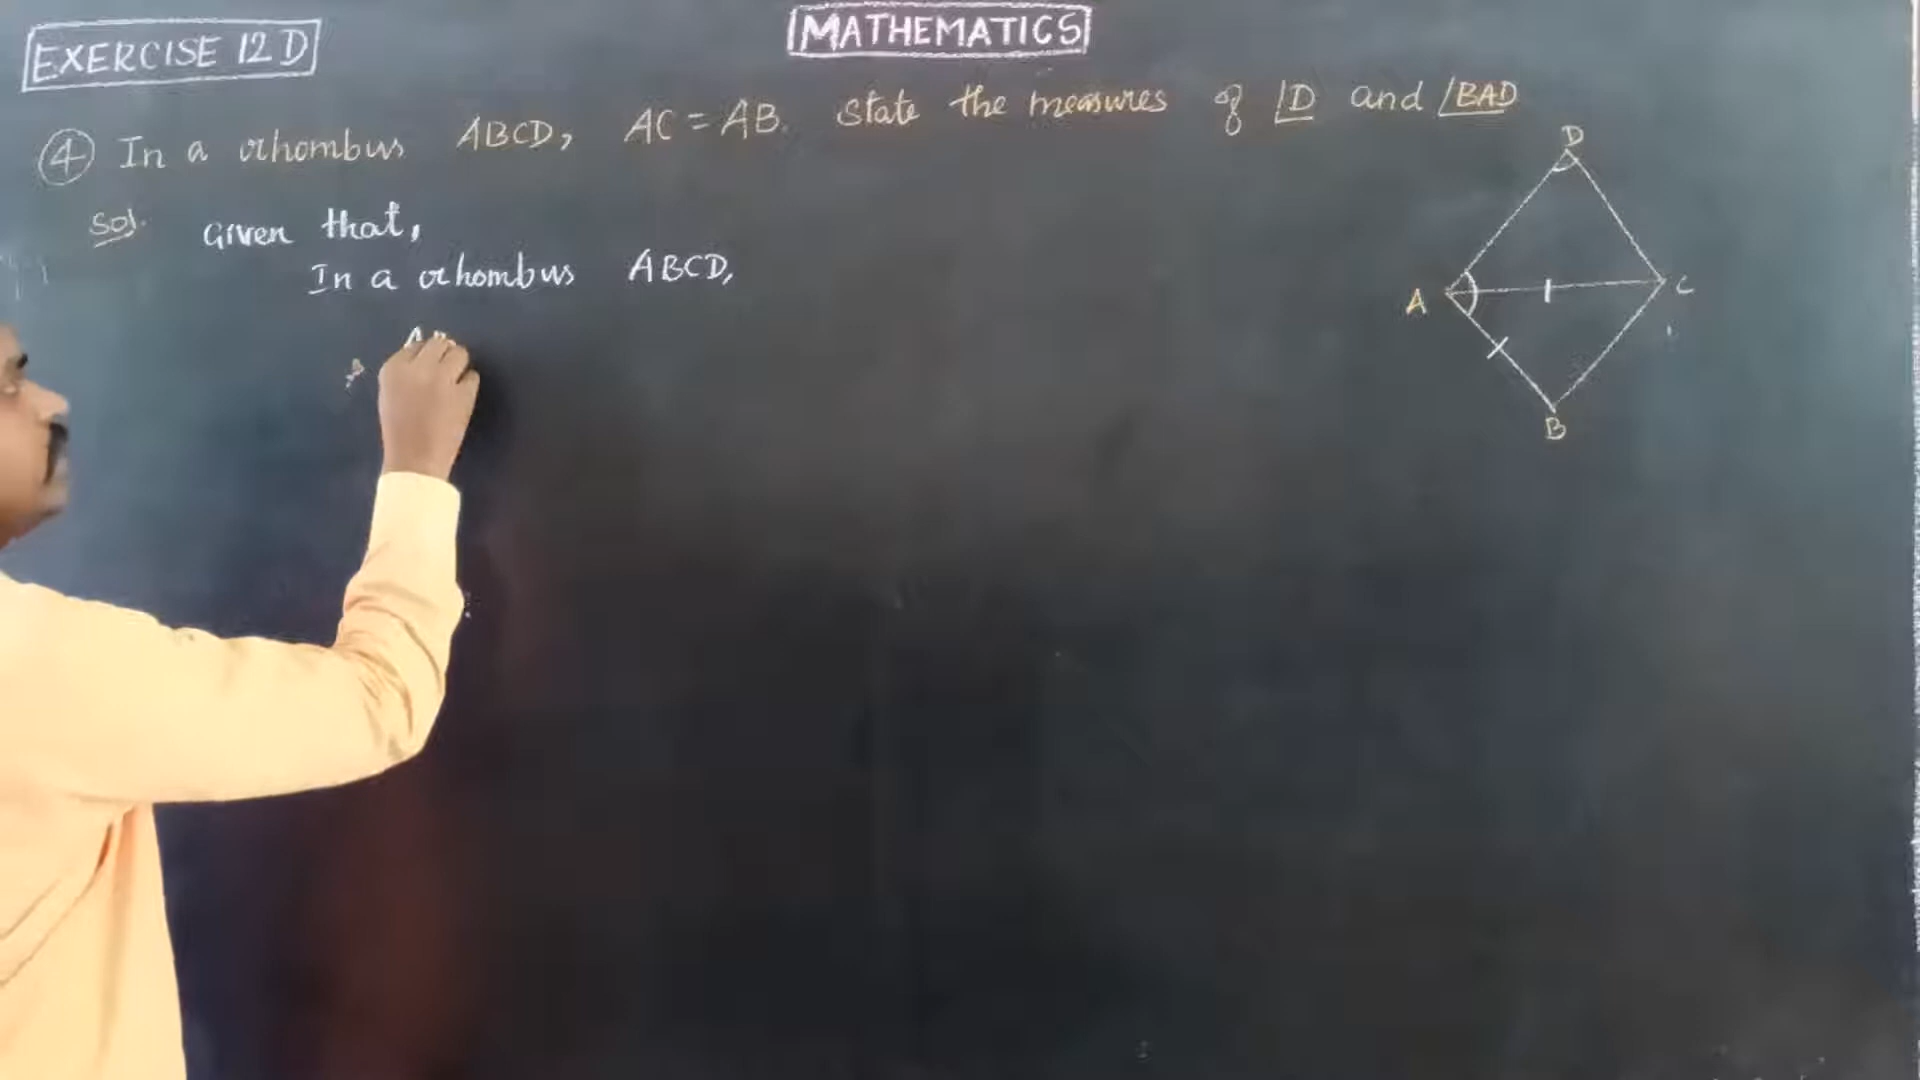 EXERCISE 12 D
MATHEMATICS
④ In a rhombus ABCD, AC = AB. State the measures of ∠D and ∠BAD
Sol. Given that,
In a rhombus ABCD,
D
A
C
B